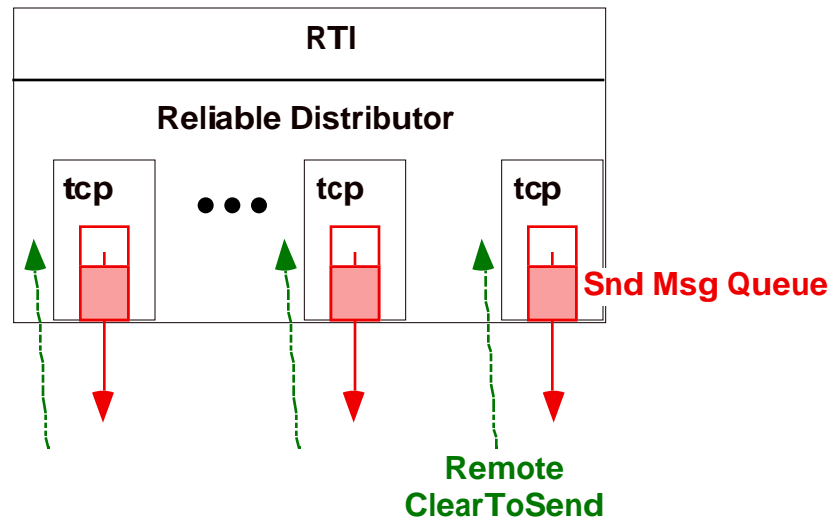 RTI
Reliable Distributor
tcp
tcp
tcp
Snd Msg Queue
Remote
ClearToSend